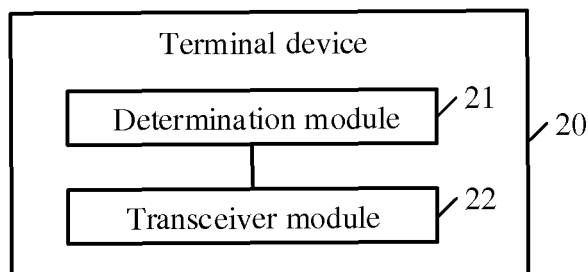 Terminal device
Determination module
21
20
Transceiver module
22